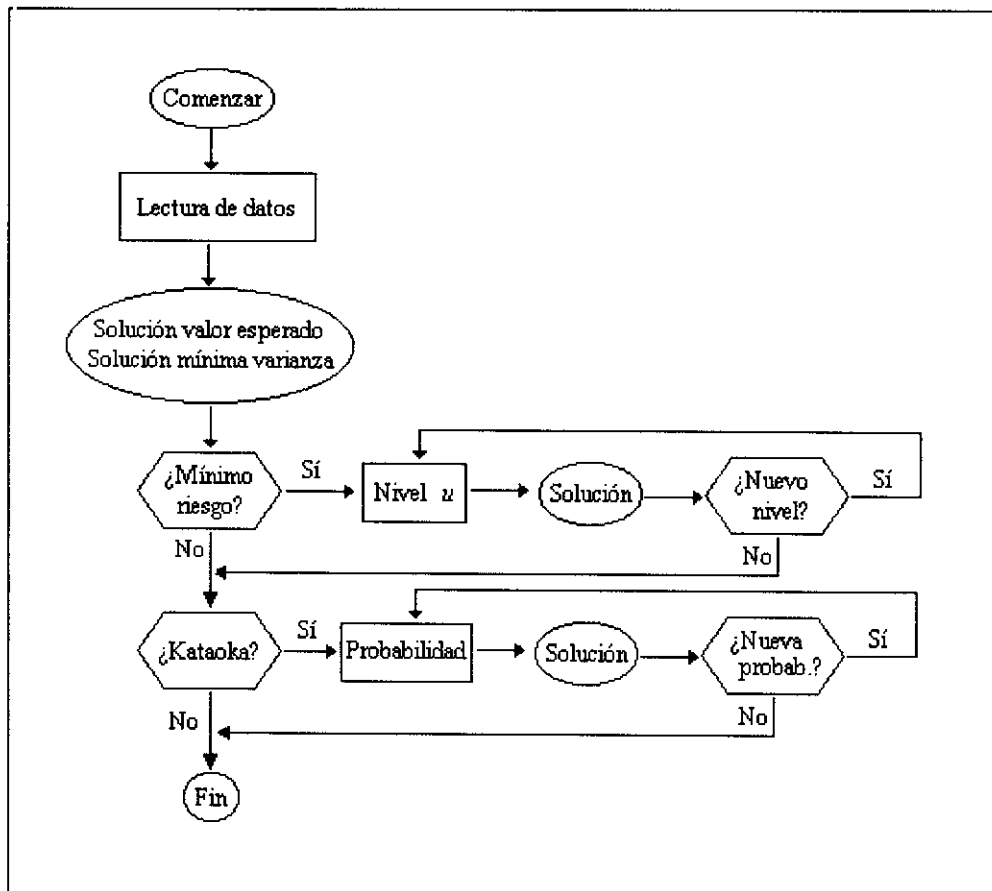 Comenzar
Lectura de datos
Solución valor esperado
Solución mínima varianza
¿Mínimo
riesgo?
Sí
Nivel u
Solución
¿Nuevo
nivel?
Sí
No
No
¿Kataoka?
Sí
Probabilidad
Solución
¿Nueva
probab.?
Sí
No
No
Fin